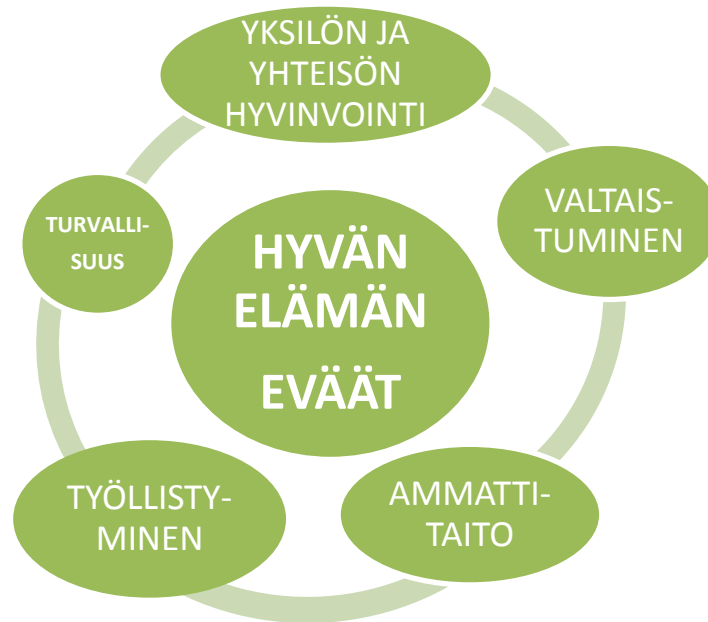 YKSILÖN JA
YHTEISÖN
HYVINVOINTI
VALTAIS-
TUMINEN
AMMATTI-
TAITO
TYÖLLISTY-
MINEN
TURVALLI-
SUUS
HYVÄN
ELÄMÄN
EVÄÄT